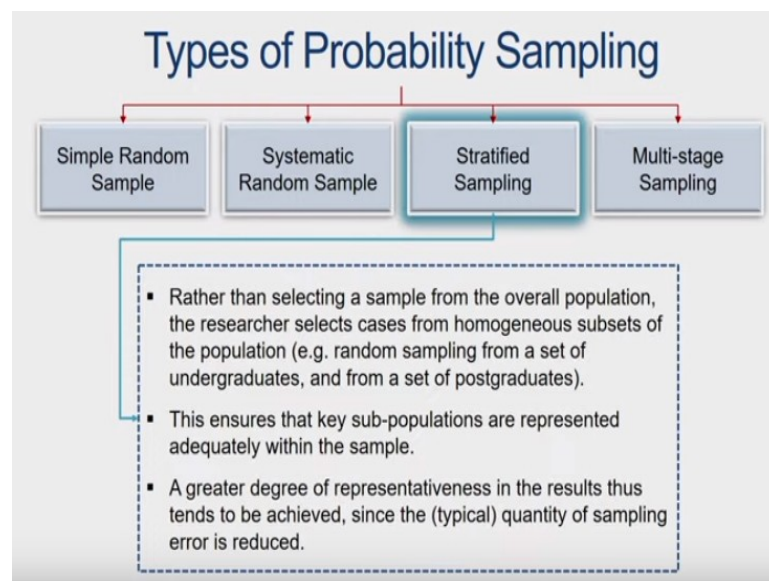 Types of Probability Sampling
Simple Random
Sample
Systematic
Random Sample
Stratified
Sampling
Multi-stage
Sampling
▪ Rather than selecting a sample from the overall population,
the researcher selects cases from homogeneous subsets of
the population (e.g. random sampling from a set of
undergraduates, and from a set of postgraduates).
▪ This ensures that key sub-populations are represented
adequately within the sample.
▪ A greater degree of representativeness in the results thus
tends to be achieved, since the (typical) quantity of sampling
error is reduced.